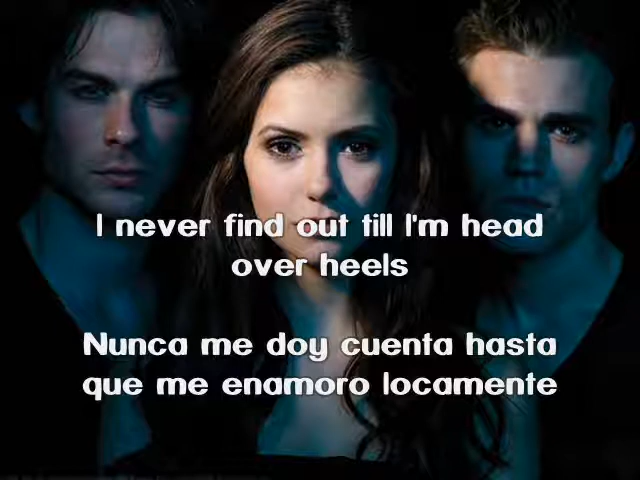 I never find out till I'm head
over heels
Nunca me doy cuenta hasta
que me enamoro locamente